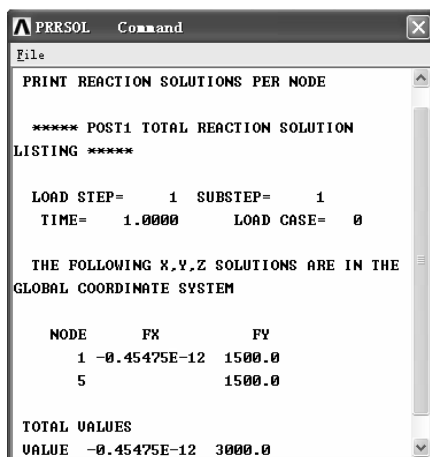 PRRSOL Command
File
PRINT REACTION SOLUTIONS PER NODE
***** POST1 TOTAL REACTION SOLUTION
LISTING *****
LOAD STEP= 1 SUBSTEP= 1
TIME= 1.0000 LOAD CASE= 0
THE FOLLOWING X,Y,Z SOLUTIONS ARE IN THE
GLOBAL COORDINATE SYSTEM
NODE FX FY
1 -0.45475E-12 1500.0
5 1500.0
TOTAL VALUES
VALUE -0.45475E-12 3000.0